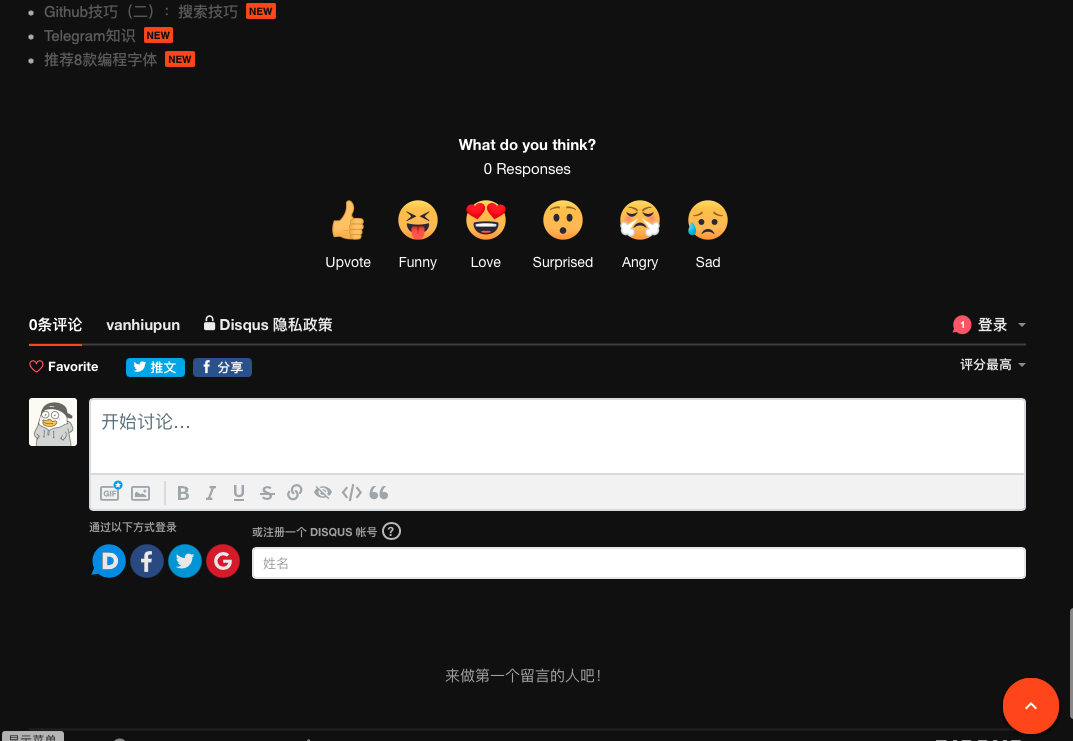 Github技巧（二）：搜索技巧 NEW
Telegram知识 NEW
推荐8款编程字体 NEW
What do you think?
0 Responses
Upvote Funny Love Surprised Angry Sad
0条评论 vanhiupun Disqus 隐私政策 1 登录
Favorite 推文 f 分享 评分最高
开始讨论…
GIF B I U S </>
通过以下方式登录 或注册一个 DISQUS 帐号 ?
D f G 姓名
来做第一个留言的人吧！
显示菜单